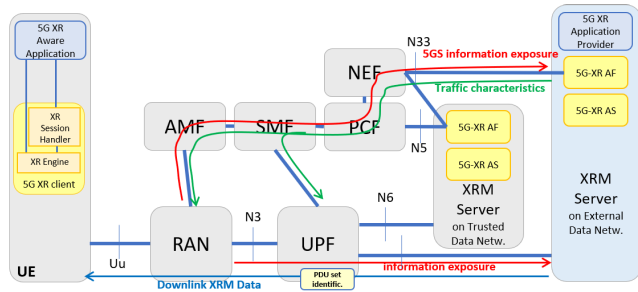 5G XR
Aware
Application
XR
Session
Handler
XR Engine
5G XR client
UE
Uu
AMF
SMF
NEF
PCF
RAN
N3
UPF
N6
N5
N33
5GS information exposure
Traffic characteristics
5G-XR AF
5G-XR AS
XRM
Server
on Trusted
Data Netw.
5G XR
Application
Provider
5G-XR AF
5G-XR AS
XRM
Server
on External
Data Netw.
information exposure
PDU set
identific.
Downlink XRM Data